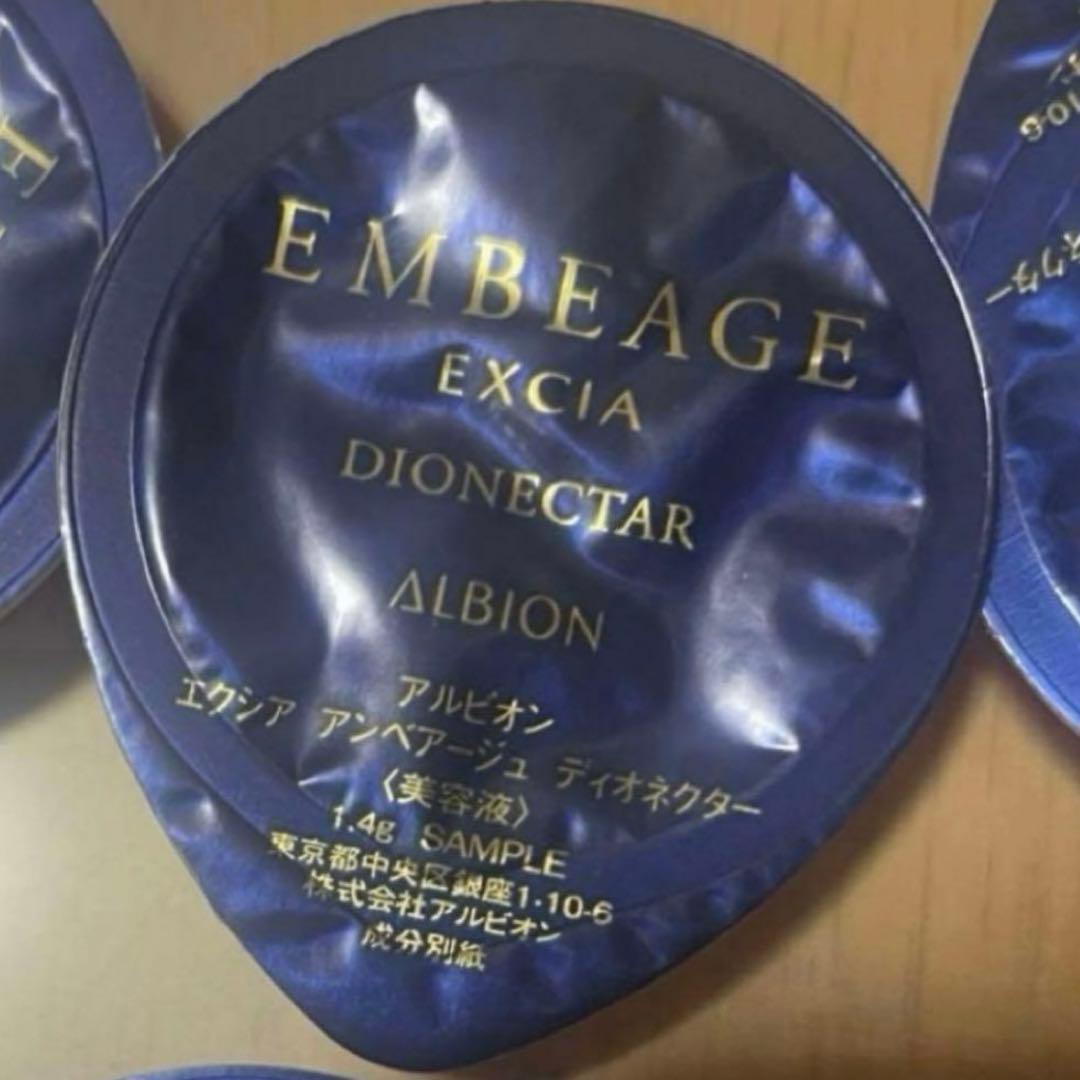 EMBEAGE
EXCIA
DIONECTAR
ALBION
アルビオン
エクシア アンベアージュ ディオネクター
〈美容液〉
1.4g SAMPLE
東京都中央区銀座1-10-6
株式会社アルビオン
成分別紙